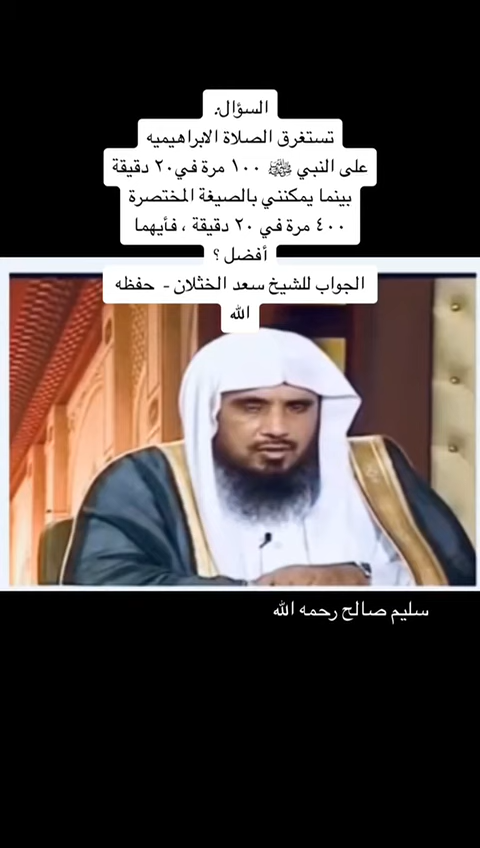 السؤال:
تستغرق الصلاة الابراهيميه
على النبي ﷺ ١٠٠ مرة في٢٠ دقيقة
بينما يمكنني بالصيغة المختصرة
٤٠٠ مرة في ٢٠ دقيقة ، فأيهما
أفضل ؟
الجواب للشيخ سعد الخثلان - حفظه
الله
سليم صالح رحمه الله